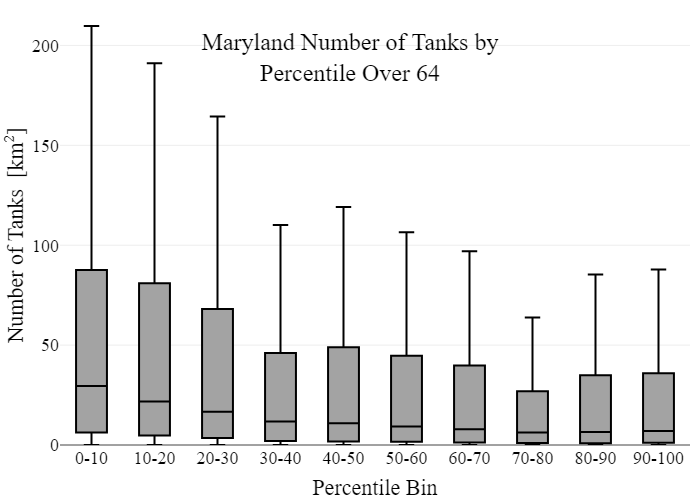 Maryland Number of Tanks by
Percentile Over 64
Number of Tanks [km²]
200
150
100
50
0
0-10 10-20 20-30 30-40 40-50 50-60 60-70 70-80 80-90 90-100
Percentile Bin